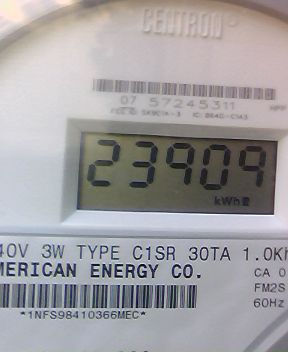 CENTRON
07 57245311
23909
kWh
40V 3W TYPE C1SR 30TA 1.0Kh
MERICAN ENERGY CO.
CA 0
FM2S
60Hz
*1NFS98410366MEC*